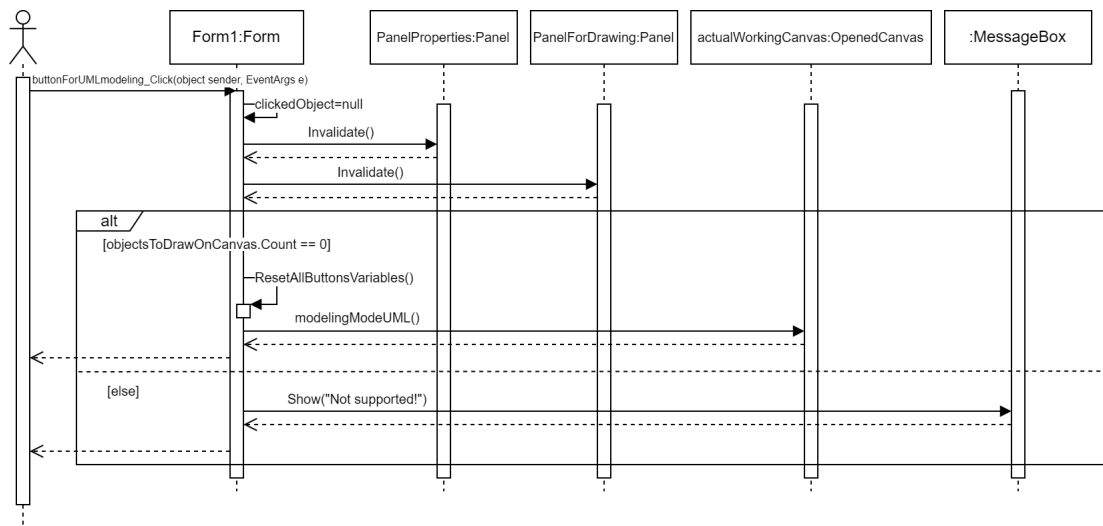 Form1:Form
PanelProperties:Panel
PanelForDrawing:Panel
actualWorkingCanvas:OpenedCanvas
:MessageBox
buttonForUMLmodeling_Click(object sender, EventArgs e)
clickedObject=null
Invalidate()
Invalidate()
alt
[objectsToDrawOnCanvas.Count == 0]
ResetAllButtonsVariables()
modelingModeUML()
[else]
Show("Not supported!")